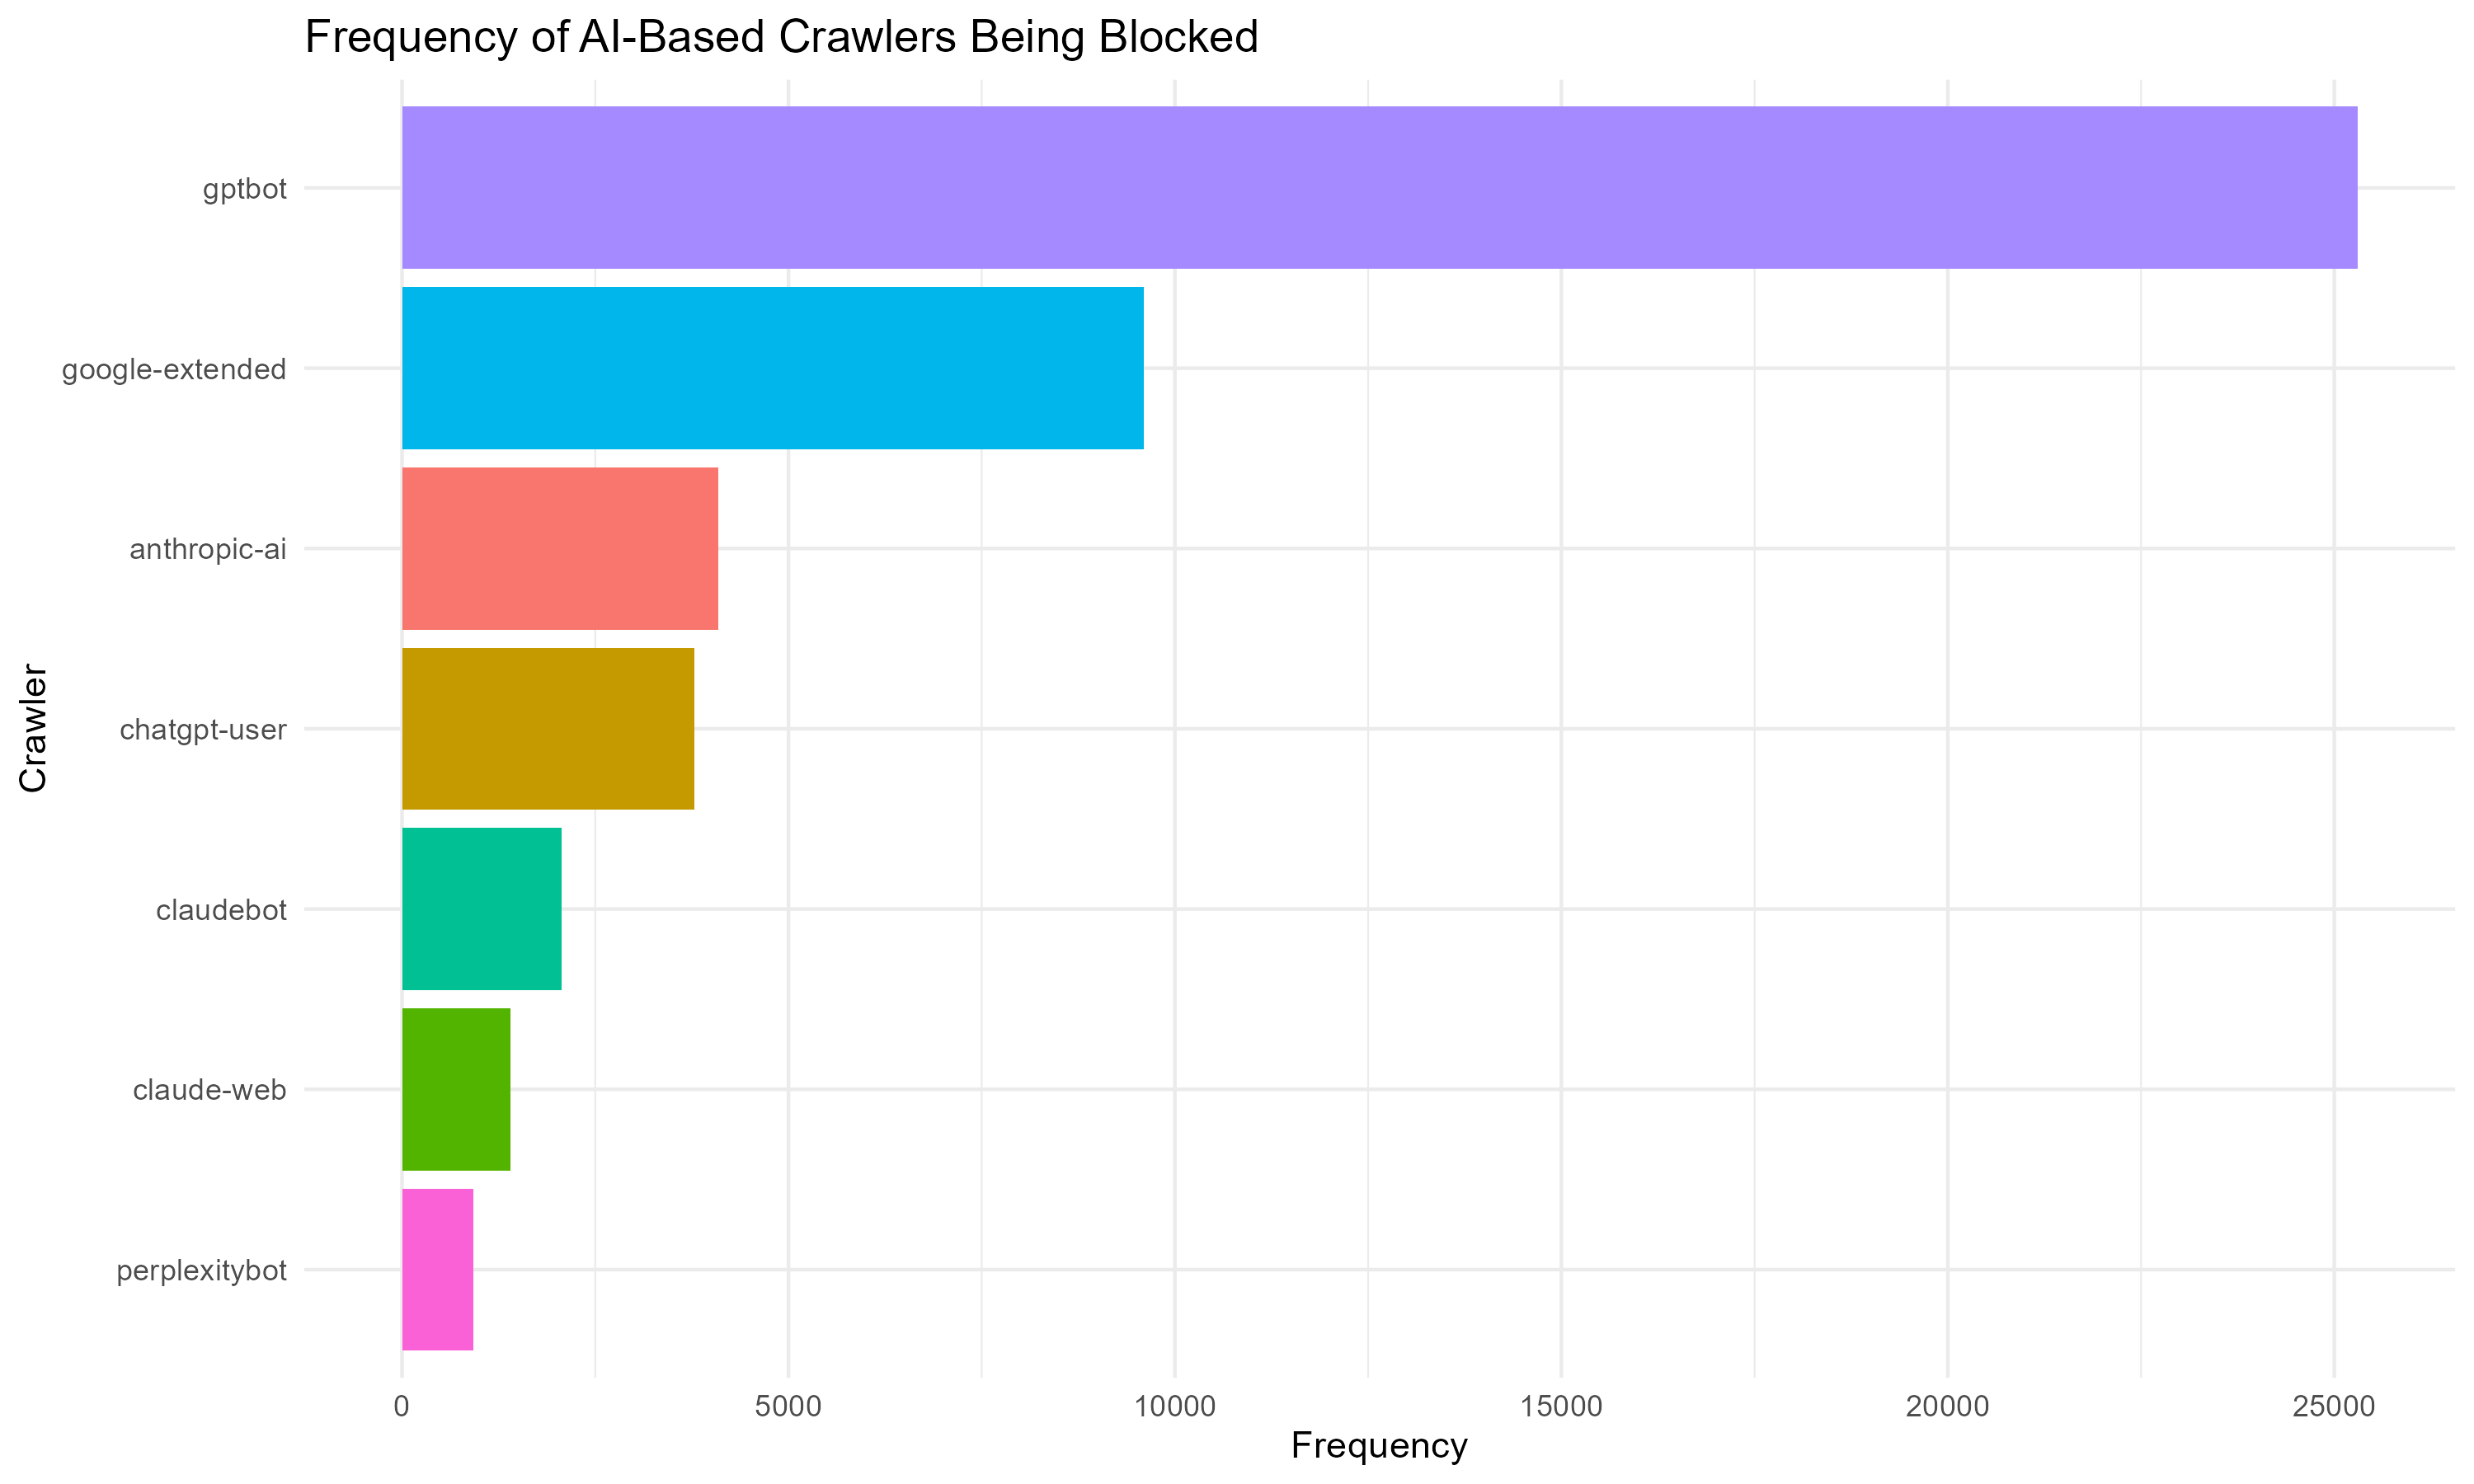 Frequency of AI-Based Crawlers Being Blocked
gptbot
google-extended
anthropic-ai
chatgpt-user
claudebot
claude-web
perplexitybot
Crawler
0 5000 10000 15000 20000 25000
Frequency